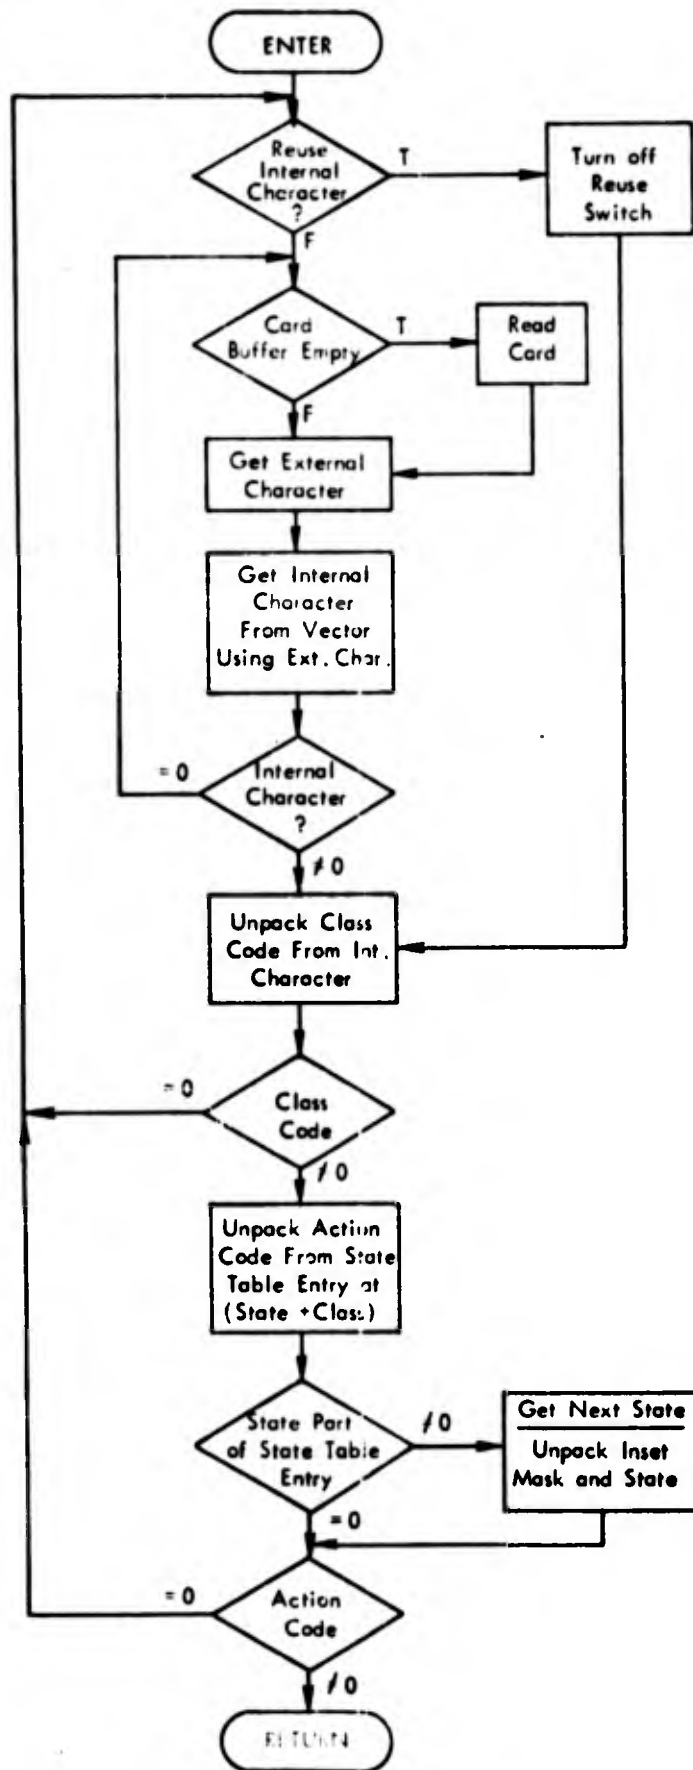 ENTER
Reuse
Internal
Character
?
T
Turn off
Reuse
Switch
F
Card
Buffer Empty
T
Read
Card
F
Get External
Character
Get Internal
Character
From Vector
Using Ext. Char.
= 0
Internal
Character
?
≠ 0
Unpack Class
Code From Int.
Character
= 0
Class
Code
≠ 0
Unpack Action
Code From State
Table Entry at
(State +Class)
State Part
of State Table
Entry
≠ 0
Get Next State
Unpack Inset
Mask and State
= 0
= 0
Action
Code
≠ 0
RETURN